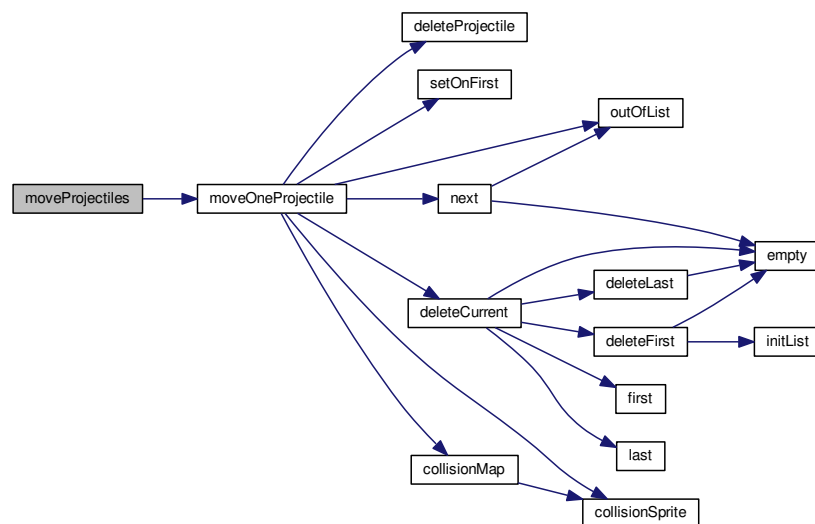 deleteProjectile
setOnFirst
outOfList
moveProjectiles
moveOneProjectile
next
empty
deleteLast
deleteCurrent
deleteFirst
initList
first
last
collisionMap
collisionSprite